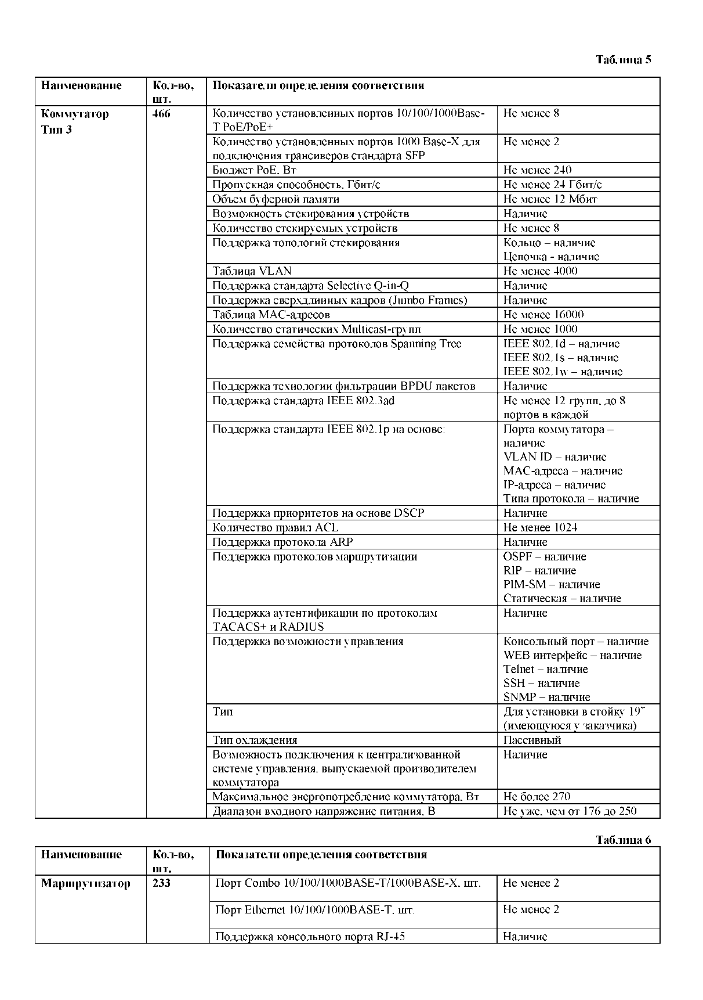 Таблица 5
Наименование
Кол-во,
шт.
Показатели определения соответствия
Коммутатор
Тип 3
466
Количество установленных портов 10/100/1000Base-
T PoE/PoE+
Не менее 8
Количество установленных портов 1000 Base-X для
подключения трансиверов стандарта SFP
Не менее 2
Бюджет PoE, Вт
Не менее 240
Пропускная способность, Гбит/с
Не менее 24 Гбит/с
Объем буферной памяти
Не менее 12 Мбит
Возможность стекирования устройств
Наличие
Количество стекируемых устройств
Не менее 8
Поддержка топологий стекирования
Кольцо – наличие
Цепочка - наличие
Таблица VLAN
Не менее 4000
Поддержка стандарта Selective Q-in-Q
Наличие
Поддержка сверхдлинных кадров (Jumbo Frames)
Наличие
Таблица MAC-адресов
Не менее 16000
Количество статических Multicast-групп
Не менее 1000
Поддержка семейства протоколов Spanning Tree
IEEE 802.1d – наличие
IEEE 802.1s – наличие
IEEE 802.1w – наличие
Поддержка технологии фильтрации BPDU пакетов
Наличие
Поддержка стандарта IEEE 802.3ad
Не менее 12 групп, до 8
портов в каждой
Поддержка стандарта IEEE 802.1p на основе:
Порта коммутатора –
наличие
VLAN ID – наличие
MAC-адреса – наличие
IP-адреса – наличие
Типа протокола – наличие
Поддержка приоритетов на основе DSCP
Наличие
Количество правил ACL
Не менее 1024
Поддержка протокола ARP
Наличие
Поддержка протоколов маршрутизации
OSPF – наличие
RIP – наличие
PIM-SM – наличие
Статическая – наличие
Поддержка аутентификации по протоколам
TACACS+ и RADIUS
Наличие
Поддержка возможности управления
Консольный порт – наличие
WEB интерфейс – наличие
Telnet – наличие
SSH – наличие
SNMP – наличие
Тип
Для установки в стойку 19”
(имеющуюся у заказчика)
Тип охлаждения
Пассивный
Возможность подключения к централизованной
системе управления, выпускаемой производителем
коммутатора
Наличие
Максимальное энергопотребление коммутатора, Вт
Не более 270
Диапазон входного напряжение питания, В
Не уже, чем от 176 до 250
Таблица 6
Наименование
Кол-во,
шт.
Показатели определения соответствия
Маршрутизатор
233
Порт Combo 10/100/1000BASE-T/1000BASE-X, шт.
Не менее 2
Порт Ethernet 10/100/1000BASE-T, шт.
Не менее 2
Поддержка консольного порта RJ-45
Наличие